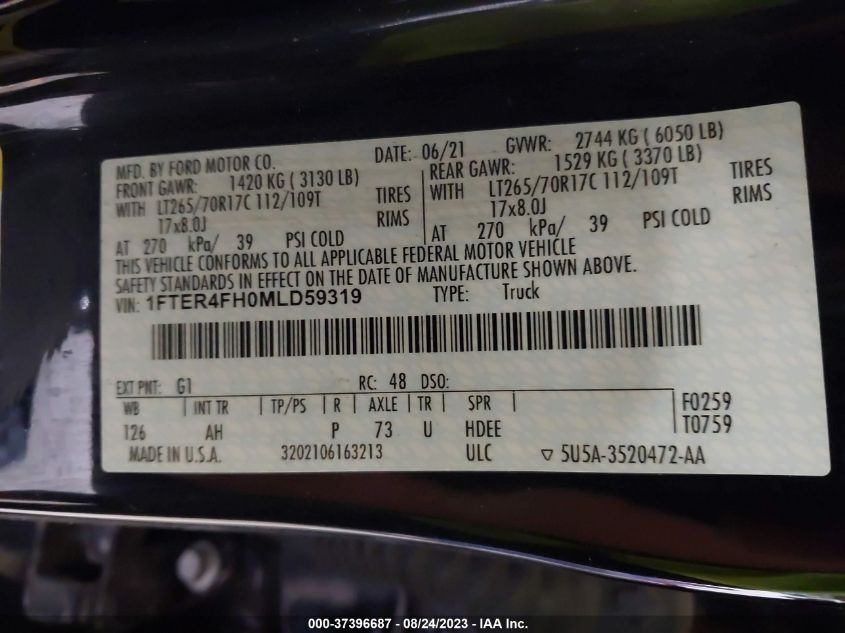 MFD. BY FORD MOTOR CO. DATE: 06/21 GVWR: 2744 KG ( 6050 LB)
FRONT GAWR: 1420 KG ( 3130 LB) REAR GAWR: 1529 KG ( 3370 LB)
WITH LT265/70R17C 112/109T TIRES WITH LT265/70R17C 112/109T TIRES
17x8.0J RIMS 17x8.0J RIMS
AT 270 kPa/ 39 PSI COLD AT 270 kPa/ 39 PSI COLD
THIS VEHICLE CONFORMS TO ALL APPLICABLE FEDERAL MOTOR VEHICLE
SAFETY STANDARDS IN EFFECT ON THE DATE OF MANUFACTURE SHOWN ABOVE.
VIN: 1FTER4FH0MLD59319 TYPE: Truck
EXT PNT: G1 RC: 48 DSO:
WB | INT TR | TP/PS | R | AXLE | TR | SPR | F0259
126 AH P 73 U HDEE T0759
MADE IN U.S.A. 3202106163213 ULC ▽ 5U5A-3520472-AA
000-37396687 - 08/24/2023 - IAA Inc.